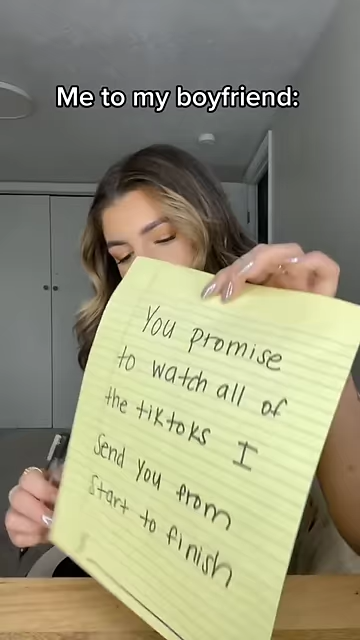 Me to my boyfriend:
You promise
to watch all of
the tiktoks I
Send you from
Start to finish